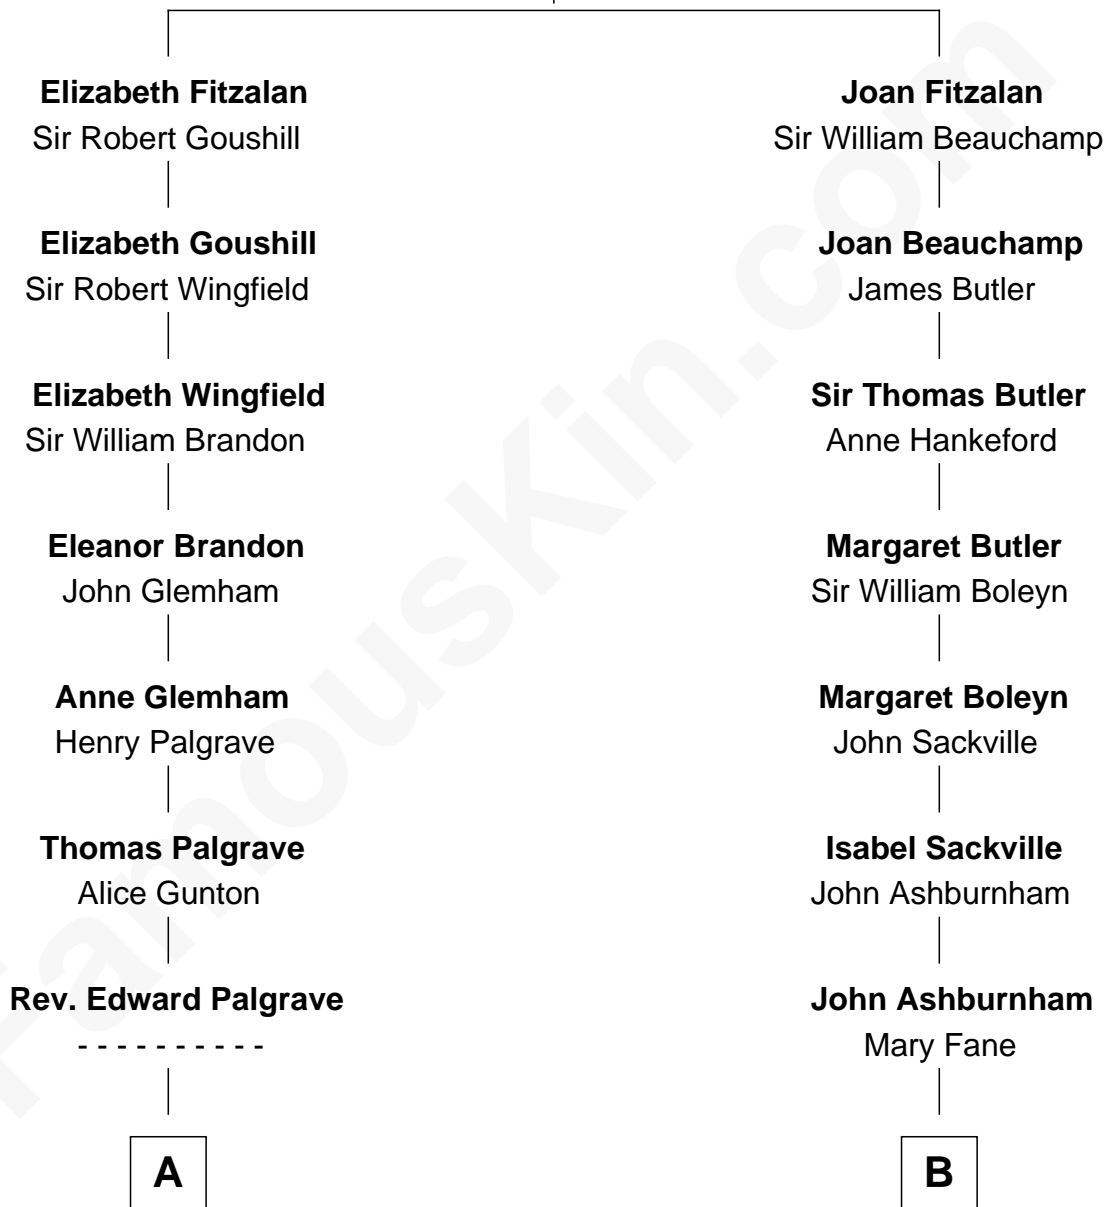 Elizabeth Fitzalan
Sir Robert Goushill
Elizabeth Goushill
Sir Robert Wingfield
Elizabeth Wingfield
Sir William Brandon
Eleanor Brandon
John Glemham
Anne Glemham
Henry Palgrave
Thomas Palgrave
Alice Gunton
Rev. Edward Palgrave
- - - - - - - - - -
A
Joan Fitzalan
Sir William Beauchamp
Joan Beauchamp
James Butler
Sir Thomas Butler
Anne Hankeford
Margaret Butler
Sir William Boleyn
Margaret Boleyn
John Sackville
Isabel Sackville
John Ashburnham
John Ashburnham
Mary Fane
B
FamousKin.com